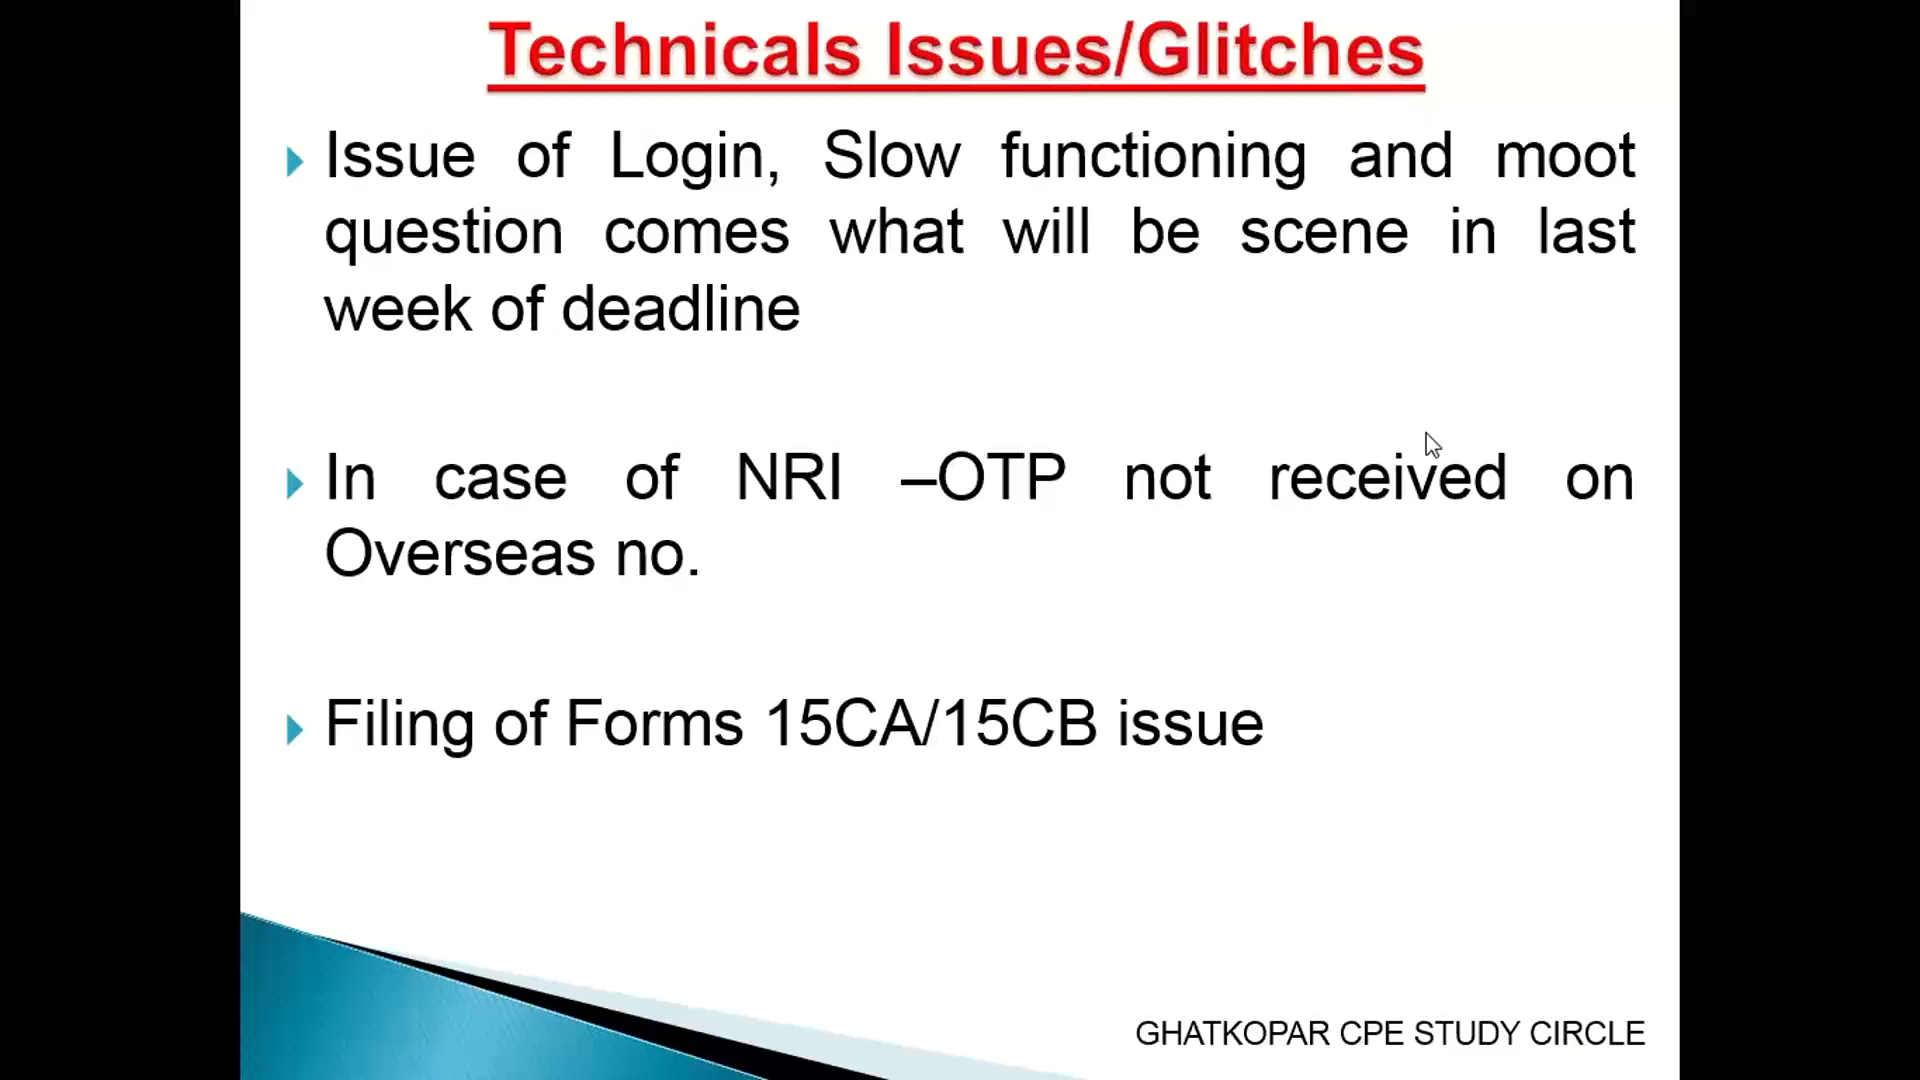 Technicals Issues/Glitches
Issue of Login, Slow functioning and moot
question comes what will be scene in last
week of deadline
In case of NRI –OTP not received on
Overseas no.
Filing of Forms 15CA/15CB issue
GHATKOPAR CPE STUDY CIRCLE